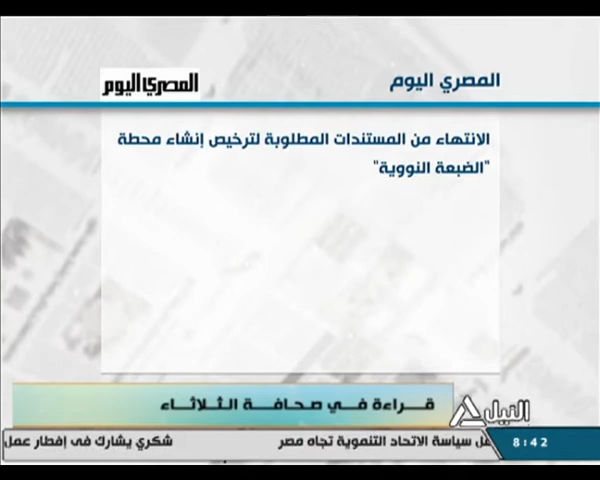 المصري اليوم
المصري اليوم
الانتهاء من المستندات المطلوبة لترخيص إنشاء محطة
"الضبعة النووية"
قراءة في صحافة الثلاثاء
النيل
سياسة الاتحاد التنموية تجاه مصر
شكري يشارك فى إفطار عمل
8:42